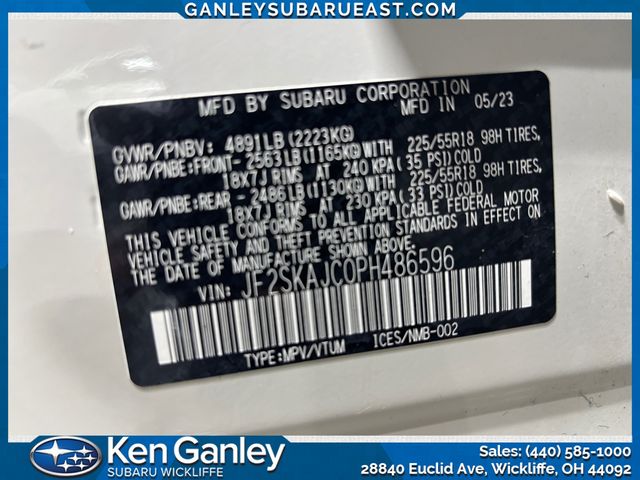 GANLEYSUBARUEAST.COM
MFD BY SUBARU CORPORATION
MFD IN 05/23
GVWR/PNBV: 4891LB(2223KG)
GAWR/PNBE:FRONT-2563LB(1165KG)WITH 225/55R18 98H TIRES,
18X7J RIMS AT 240 KPA(35 PSI)COLD
GAWR/PNBE:REAR -2486LB(1130KG)WITH 225/55R18 98H TIRES,
18X7J RIMS AT 230 KPA(33 PSI)COLD
THIS VEHICLE CONFORMS TO ALL APPLICABLE FEDERAL MOTOR
VEHICLE SAFETY AND THEFT PREVENTION STANDARDS IN EFFECT ON
THE DATE OF MANUFACTURE SHOWN ABOVE.
VIN: JF2SKAJC0PH486596
TYPE:MPV/VTUM ICES/NMB-002
Ken Ganley
SUBARU WICKLIFFE
Sales: (440) 585-1000
28840 Euclid Ave, Wickliffe, OH 44092